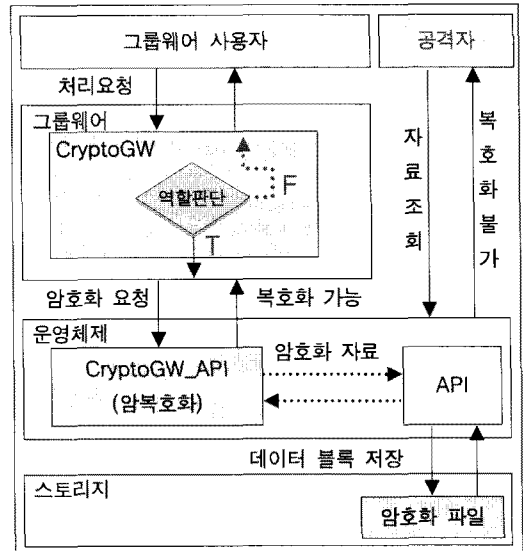 그룹웨어 사용자
공격자
처리요청
그룹웨어
CryptoGW
역할판단
F
T
자료조회
복호화불가
암호화 요청
복호화 가능
운영체제
CryptoGW_API
(암복호화)
암호화 자료
API
데이터 블록 저장
스토리지
암호화 파일